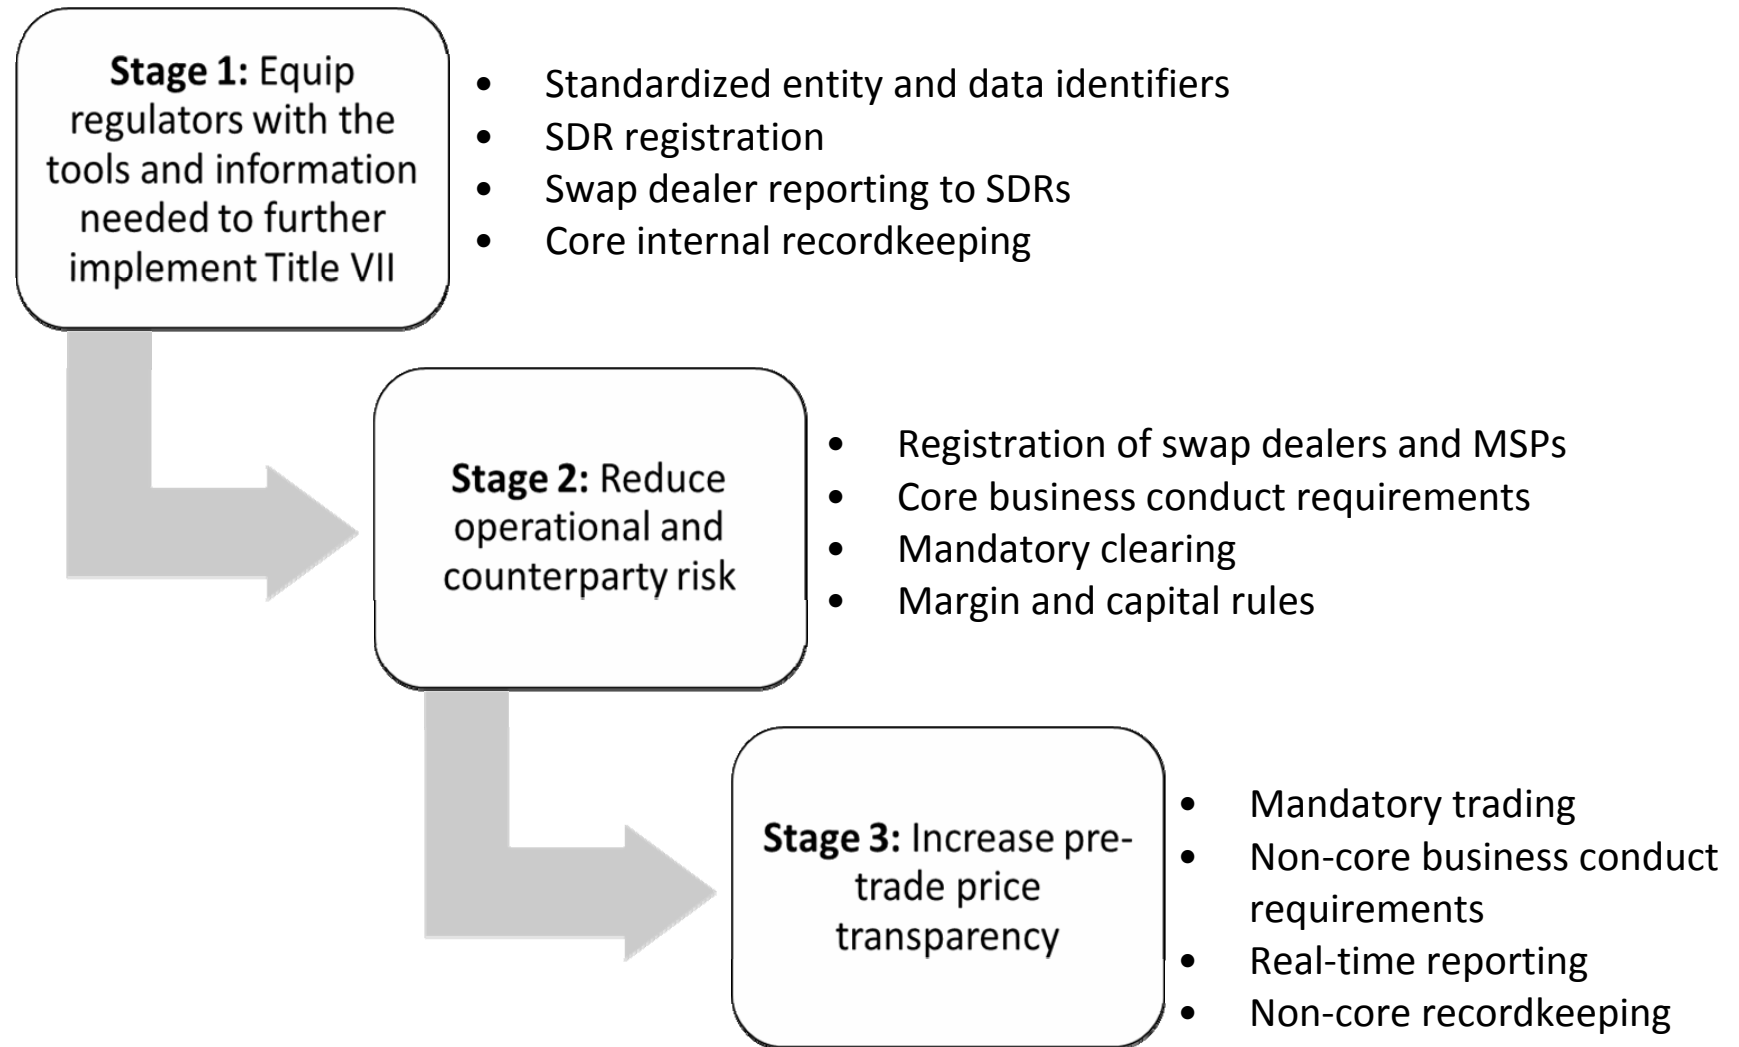 Stage 1: Equip
regulators with the
tools and information
needed to further
implement Title VII
• Standardized entity and data identifiers
• SDR registration
• Swap dealer reporting to SDRs
• Core internal recordkeeping
Stage 2: Reduce
operational and
counterparty risk
• Registration of swap dealers and MSPs
• Core business conduct requirements
• Mandatory clearing
• Margin and capital rules
Stage 3: Increase pre-
trade price
transparency
• Mandatory trading
• Non-core business conduct
requirements
• Real-time reporting
• Non-core recordkeeping